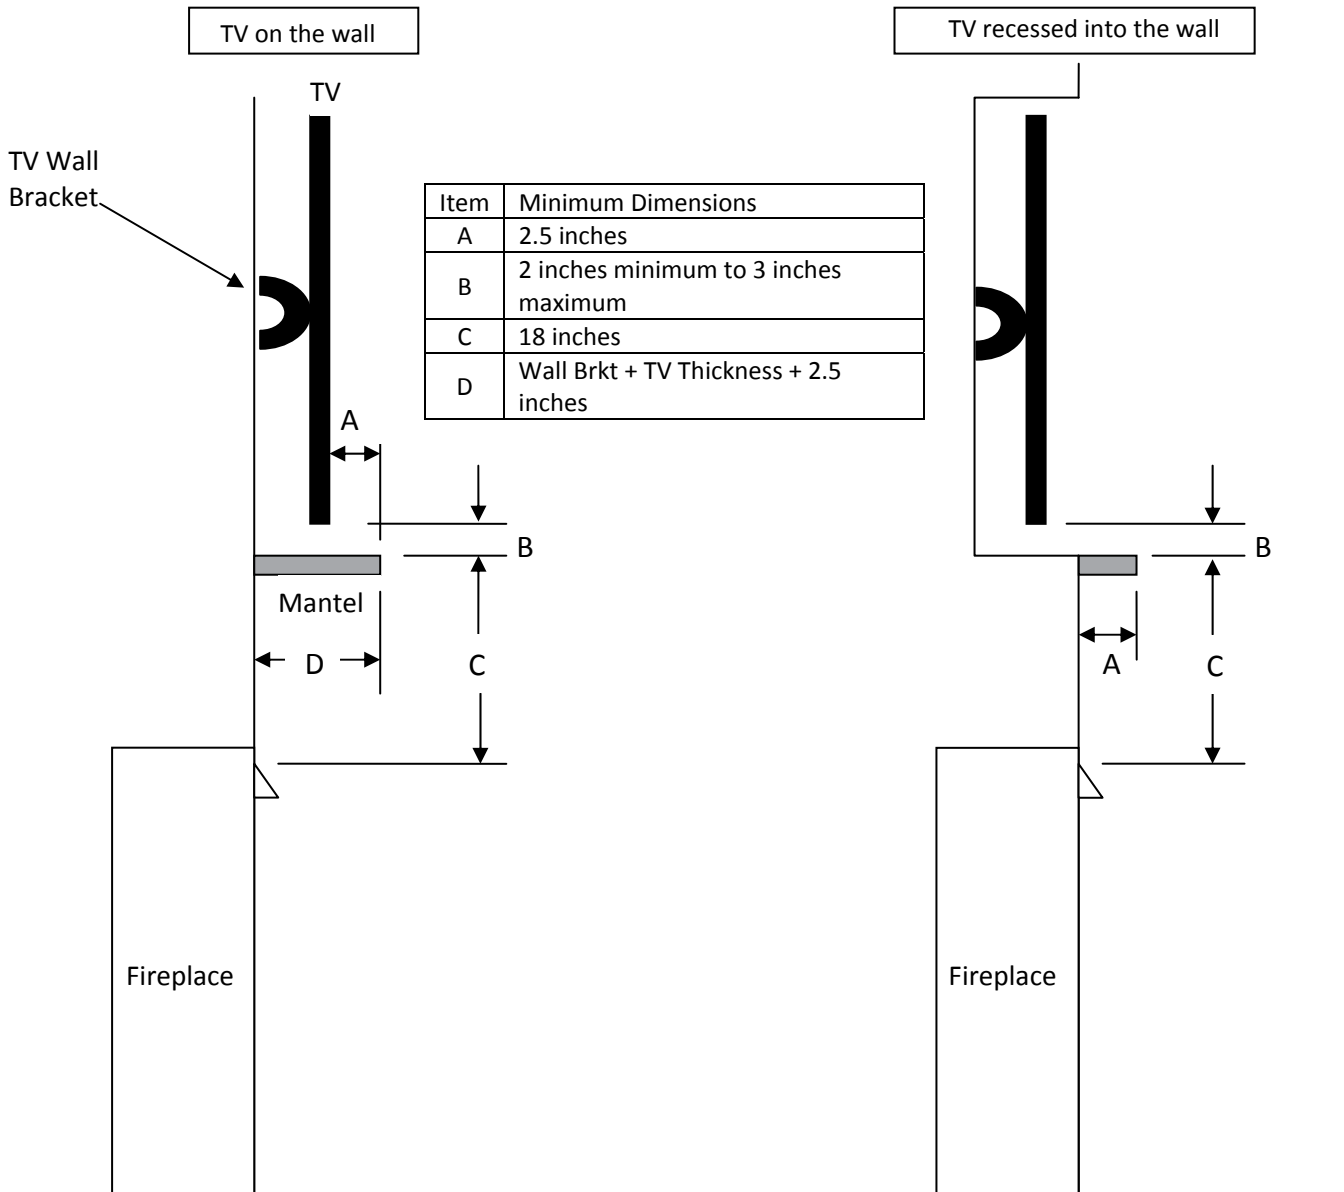 TV on the wall
TV recessed into the wall
TV
TV Wall
Bracket
Item Minimum Dimensions
A 2.5 inches
B 2 inches minimum to 3 inches
maximum
C 18 inches
D Wall Brkt + TV Thickness + 2.5
inches
A
B
Mantel
D
C
Fireplace
B
A
C
Fireplace